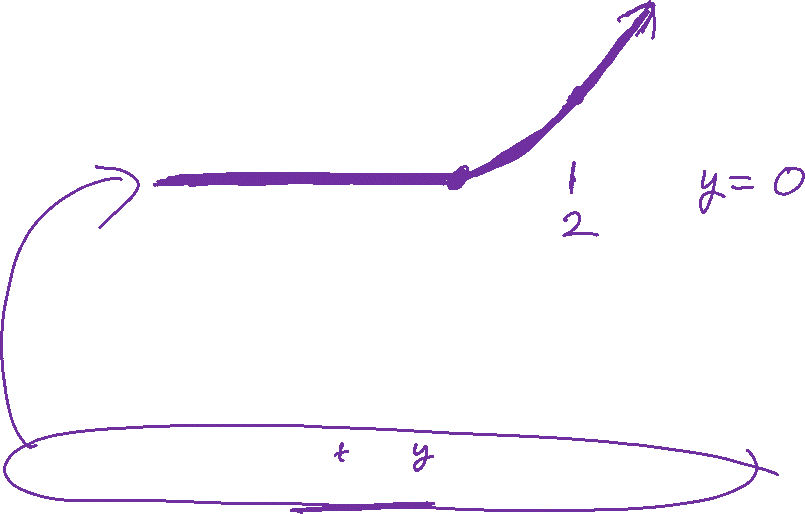 1 y = 0
2
t y